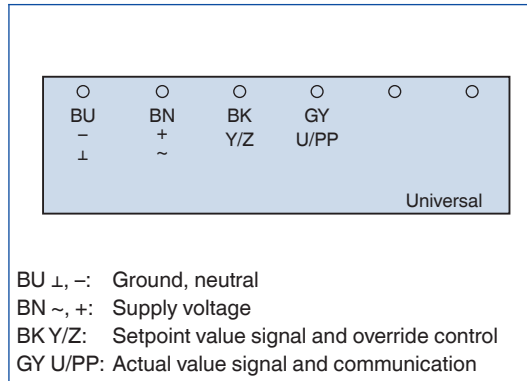 BU BN BK GY
– + Y/Z U/PP
⊥ ~
Universal
BU ⊥, –: Ground, neutral
BN ~, +: Supply voltage
BK Y/Z: Setpoint value signal and override control
GY U/PP: Actual value signal and communication